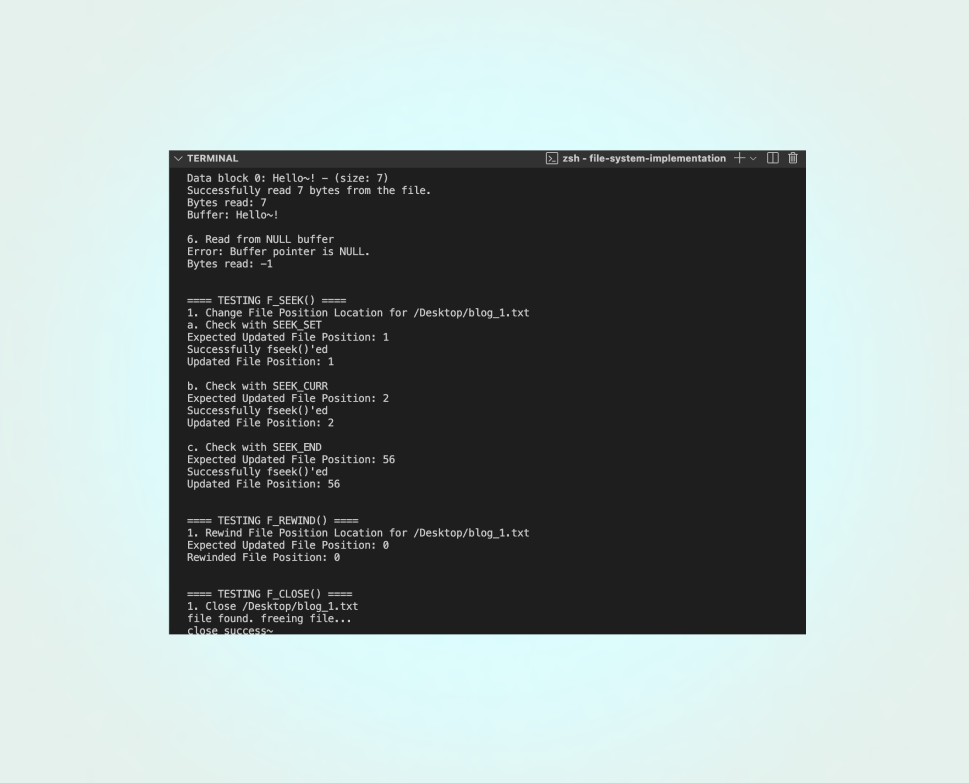 TERMINAL
zsh - file-system-implementation
Data block 0: Hello~! - (size: 7)
Successfully read 7 bytes from the file.
Bytes read: 7
Buffer: Hello~!
6. Read from NULL buffer
Error: Buffer pointer is NULL.
Bytes read: -1
==== TESTING F_SEEK() ====
1. Change File Position Location for /Desktop/blog_1.txt
a. Check with SEEK_SET
Expected Updated File Position: 1
Successfully fseek()'ed
Updated File Position: 1
b. Check with SEEK_CURR
Expected Updated File Position: 2
Successfully fseek()'ed
Updated File Position: 2
c. Check with SEEK_END
Expected Updated File Position: 56
Successfully fseek()'ed
Updated File Position: 56
==== TESTING F_REWIND() ====
1. Rewind File Position Location for /Desktop/blog_1.txt
Expected Updated File Position: 0
Rewinded File Position: 0
==== TESTING F_CLOSE() ====
1. Close /Desktop/blog_1.txt
file found. freeing file...
close success~